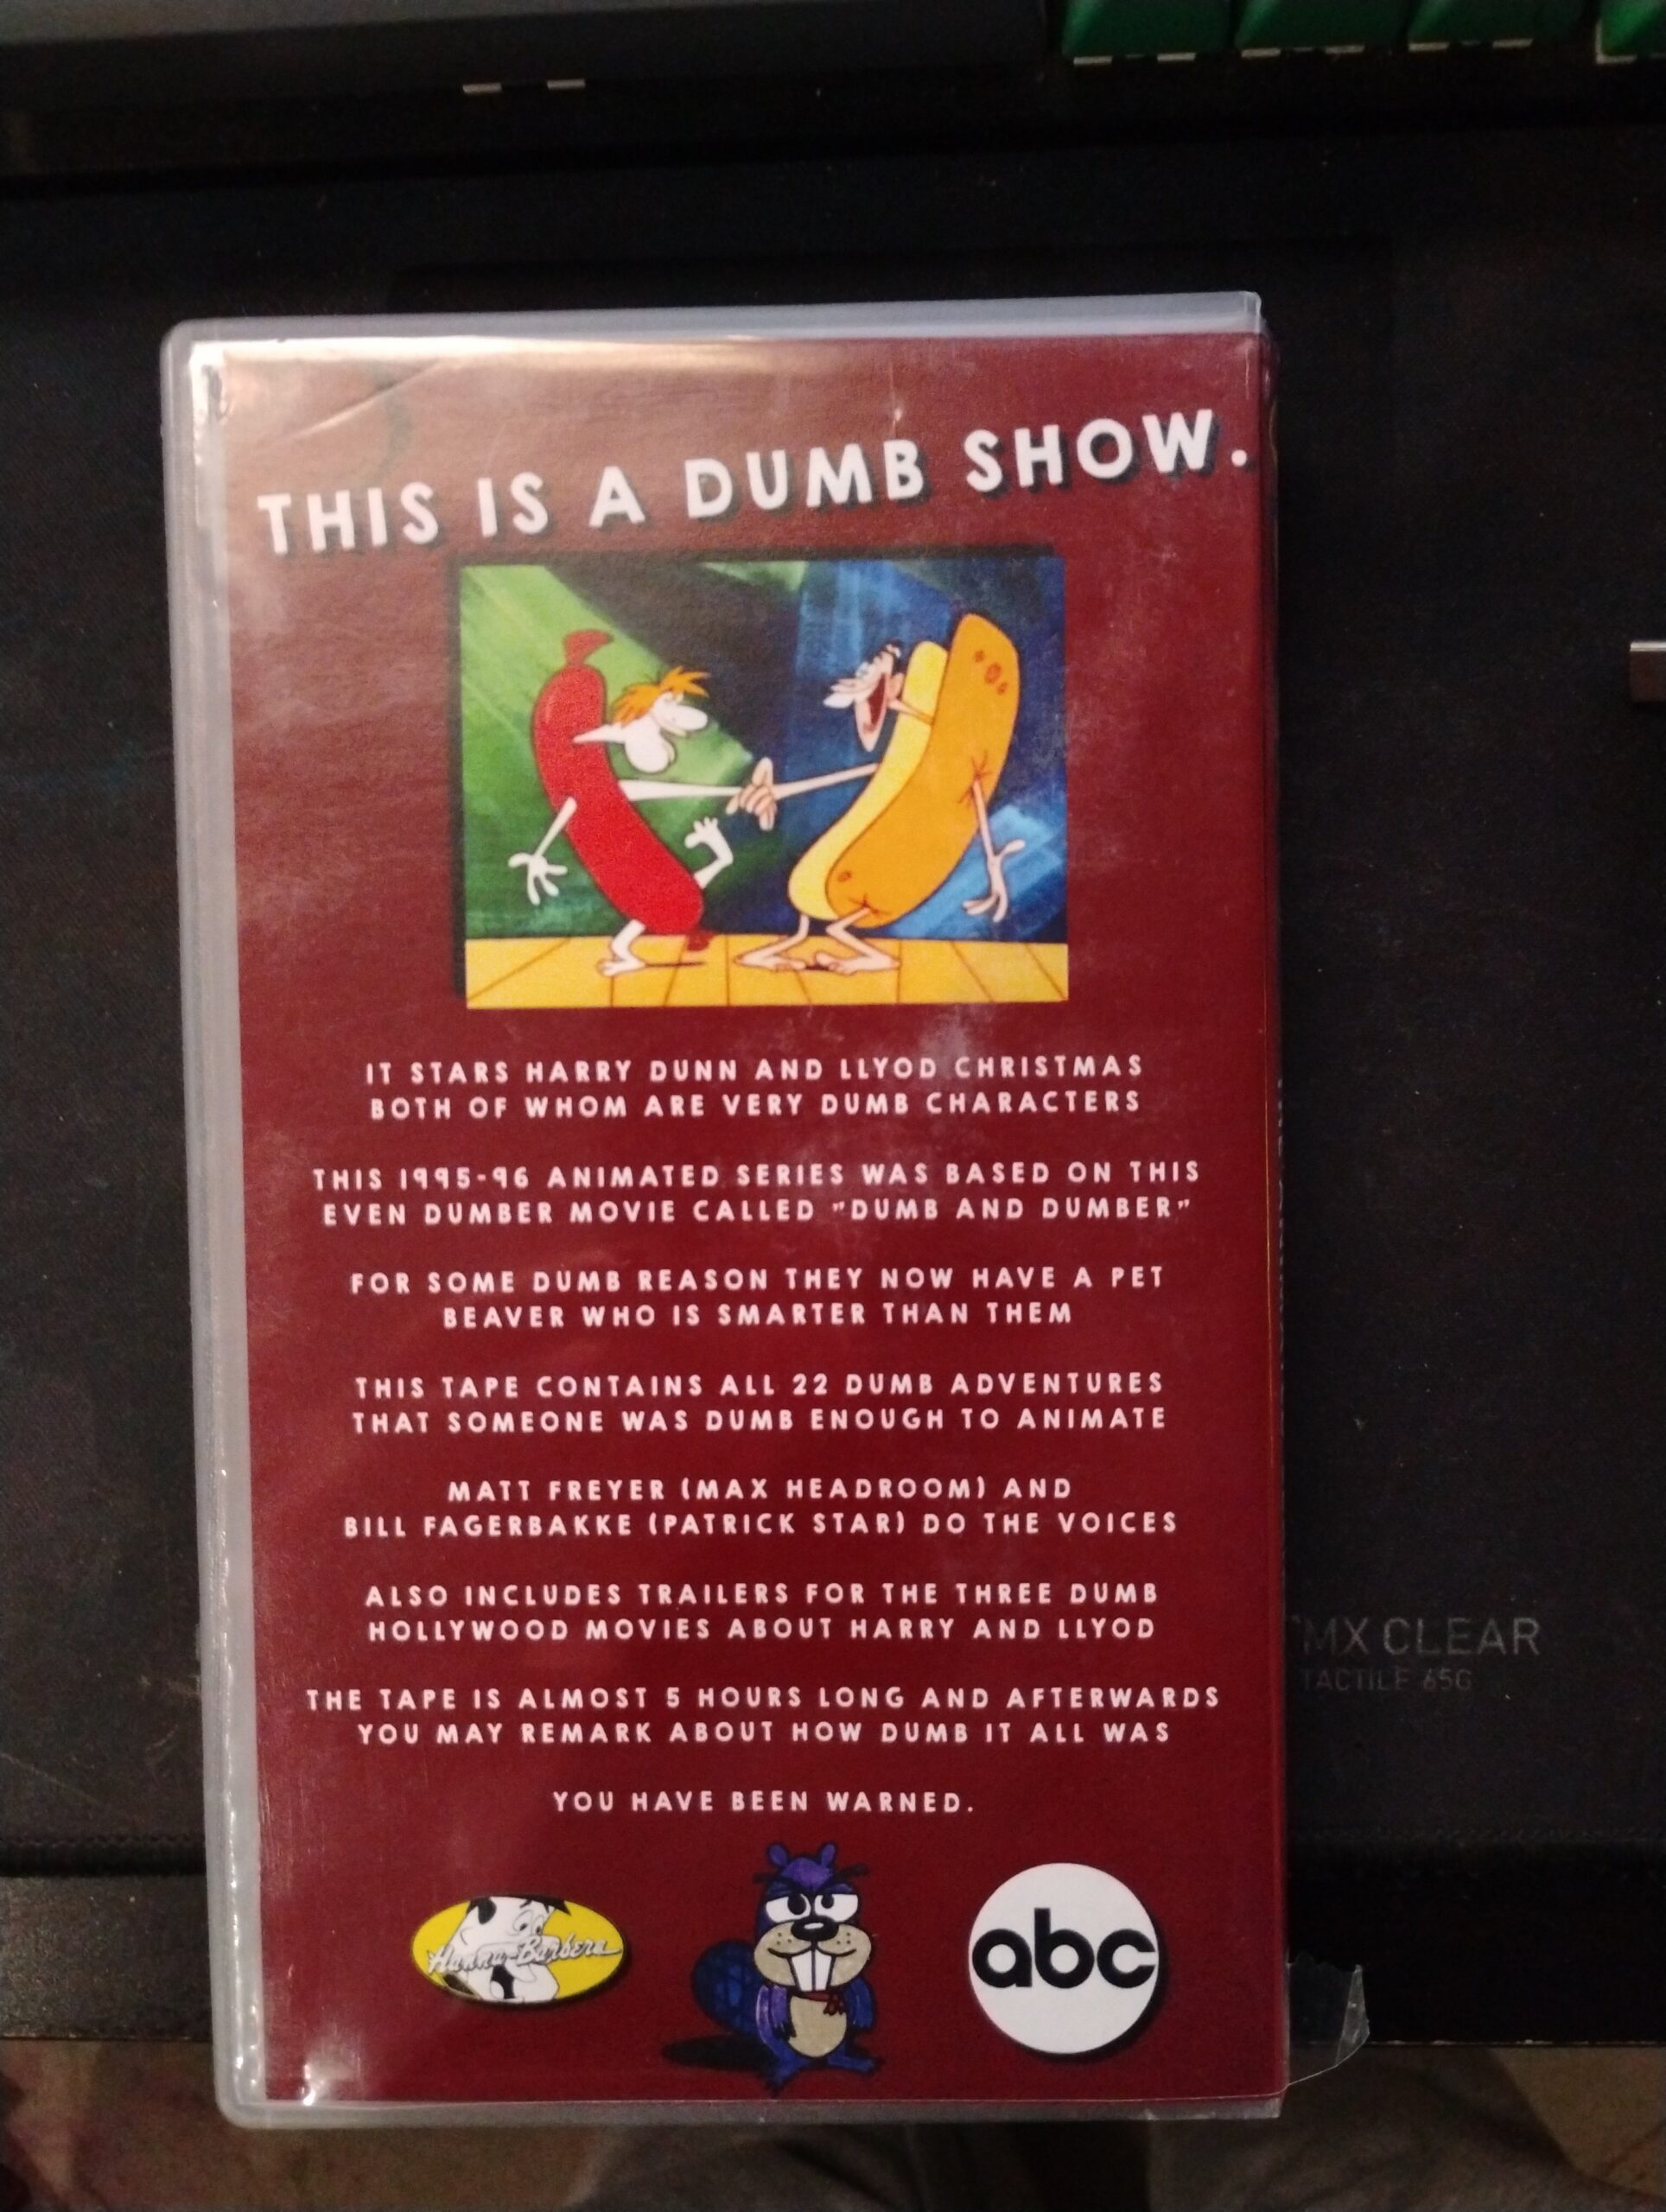 THIS IS A DUMB SHOW.
IT STARS HARRY DUNN AND LLYOD CHRISTMAS
BOTH OF WHOM ARE VERY DUMB CHARACTERS
THIS 1995-96 ANIMATED SERIES WAS BASED ON THIS
EVEN DUMBER MOVIE CALLED "DUMB AND DUMBER"
FOR SOME DUMB REASON THEY NOW HAVE A PET
BEAVER WHO IS SMARTER THAN THEM
THIS TAPE CONTAINS ALL 22 DUMB ADVENTURES
THAT SOMEONE WAS DUMB ENOUGH TO ANIMATE
MATT FREYER (MAX HEADROOM) AND
BILL FAGERBAKKE (PATRICK STAR) DO THE VOICES
ALSO INCLUDES TRAILERS FOR THE THREE DUMB
HOLLYWOOD MOVIES ABOUT HARRY AND LLYOD
THE TAPE IS ALMOST 5 HOURS LONG AND AFTERWARDS
YOU MAY REMARK ABOUT HOW DUMB IT ALL WAS
YOU HAVE BEEN WARNED.
Hanna-Barbera
abc
MX CLEAR
TACTILE 65G